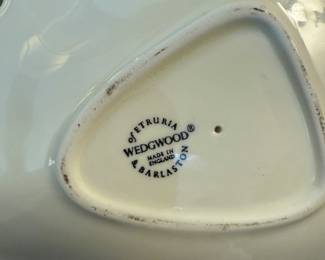 of ETRURIA
WEDGWOOD®
MADE IN
ENGLAND
& BARLASTON